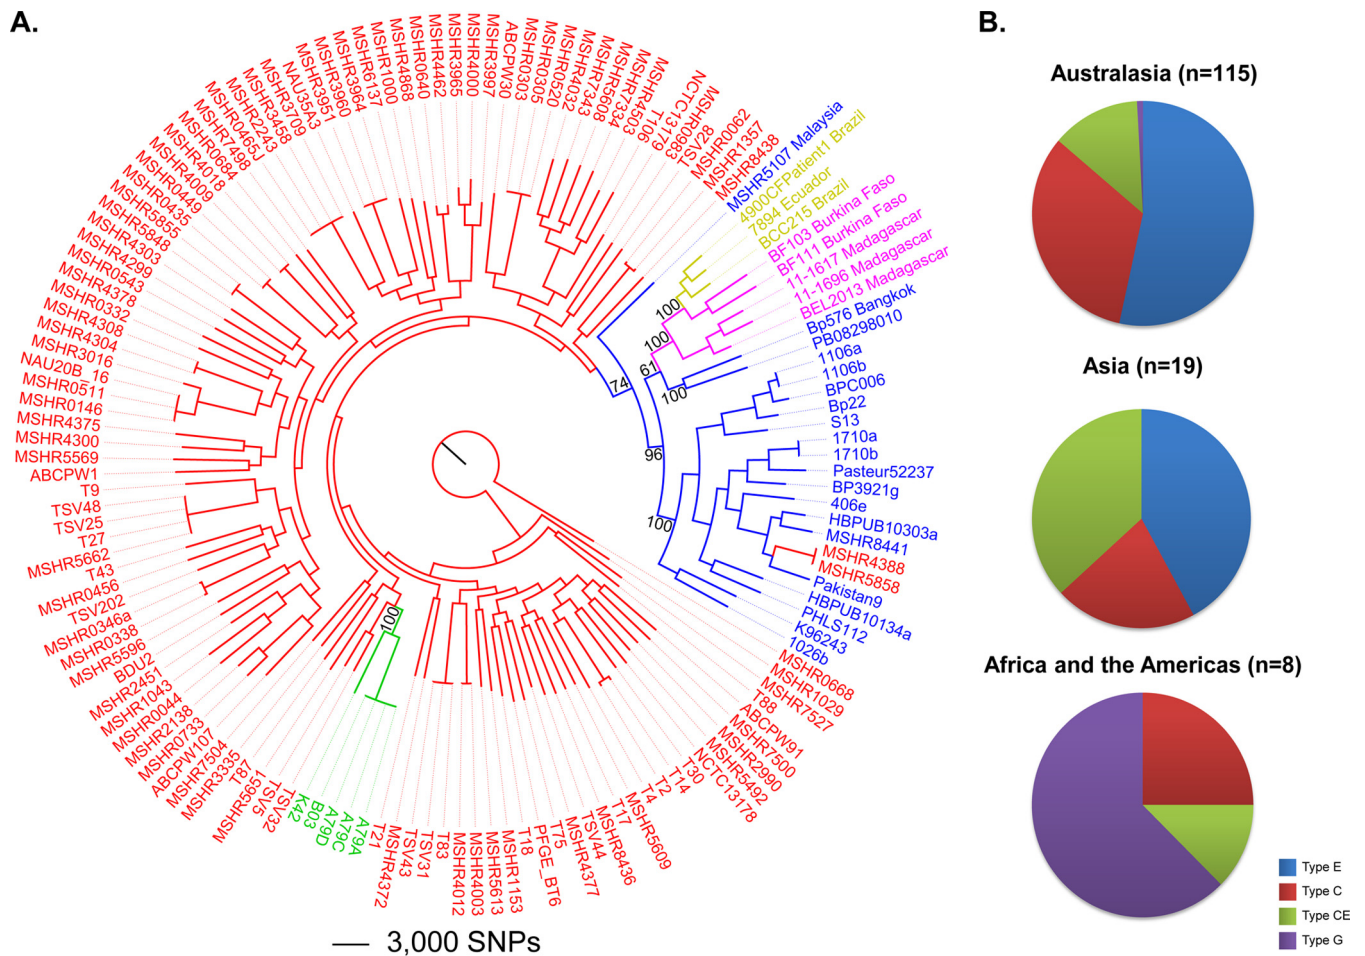 A.
B.
MSHR3709
NAU35A3
MSHR3951
MSHR3960
MSHR3964
MSHR6137
MSHR1000
MSHR4868
MSHR0640
MSHR4462
MSHR3965
MSHR4000
MSHR3997
ABCPW30
MSHR0303
MSHR0305
MSHR0520
MSHR4032
MSHR7343
MSHR5608
MSHR7334
MSHR4503
T106
NCTC13179
MSHR0983
TSV28
MSHR0062
MSHR1357
MSHR8438
MSHR5107 Malaysia
4900CFPatient1 Brazil
7894 Ecuador
BCC215 Brazil
BF103 Burkina Faso
BF111 Burkina Faso
11-1617 Madagascar
11-1696 Madagascar
BEL2013 Madagascar
Bp576 Bangkok
PB08298010
1106a
1106b
BPC006
Bp22
S13
1710a
1710b
Pasteur52237
BP3921g
406e
HBPUB10303a
MSHR8441
MSHR4388
MSHR5858
Pakistan9
HBPUB10134a
PHLS112
K96243
1026b
MSHR0668
MSHR1029
MSHR7527
T88
ABCPW91
MSHR7500
MSHR2990
MSHR5492
NCTC13178
T30
T14
T2
T4
MSHR5609
T17
MSHR8436
TSV44
MSHR4377
T75
PFGE_BT6
T18
MSHR1153
MSHR5613
MSHR4003
MSHR4012
T83
TSV31
TSV43
MSHR4372
T21
A79A
A79C
A79D
B03
K42
TSV32
TSV5
MSHR5651
T87
MSHR3335
MSHR7504
ABCPW107
MSHR0733
MSHR2138
MSHR0044
MSHR1043
MSHR2451
BDU2
MSHR5596
MSHR0338
MSHR0346a
TSV202
MSHR0456
T43
MSHR5662
T27
TSV25
TSV48
T9
ABCPW1
MSHR5569
MSHR4300
MSHR4375
MSHR0146
MSHR0511
NAU20B_16
MSHR3016
MSHR4304
MSHR4308
MSHR0332
MSHR4378
MSHR0543
MSHR4299
MSHR4303
MSHR5848
MSHR5855
MSHR0435
MSHR0449
MSHR4009
MSHR4018
MSHR0684
MSHR7498
MSHR0465J
MSHR2243
MSHR3458
100
100
61
100
74
96
100
100
3,000 SNPs
Australasia (n=115)
Asia (n=19)
Africa and the Americas (n=8)
Type E
Type C
Type CE
Type G